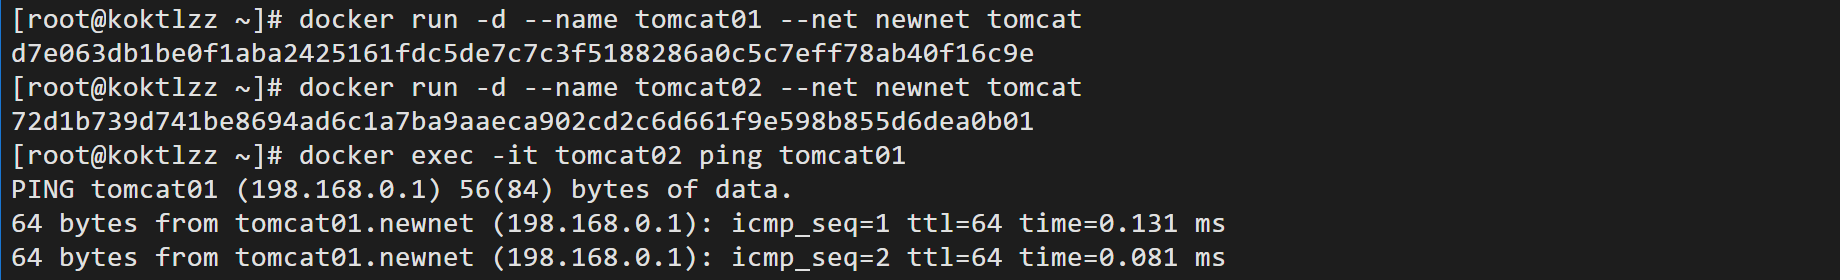 [root@koktlzz ~]# docker run -d --name tomcat01 --net newnet tomcat
d7e063db1be0f1aba2425161fdc5de7c7c3f5188286a0c5c7eff78ab40f16c9e
[root@koktlzz ~]# docker run -d --name tomcat02 --net newnet tomcat
72d1b739d741be8694ad6c1a7ba9aaeca902cd2c6d661f9e598b855d6dea0b01
[root@koktlzz ~]# docker exec -it tomcat02 ping tomcat01
PING tomcat01 (198.168.0.1) 56(84) bytes of data.
64 bytes from tomcat01.newnet (198.168.0.1): icmp_seq=1 ttl=64 time=0.131 ms
64 bytes from tomcat01.newnet (198.168.0.1): icmp_seq=2 ttl=64 time=0.081 ms